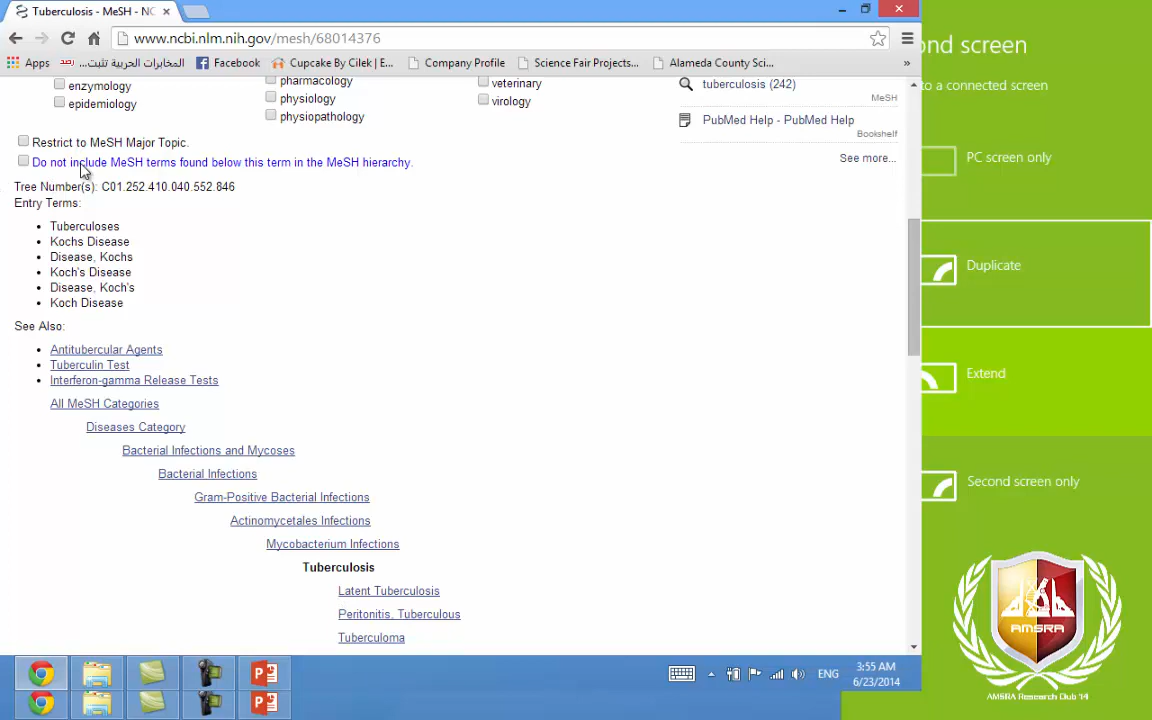 Tuberculosis - MeSH - NC
www.ncbi.nlm.nih.gov/mesh/68014376
Apps
المخابرات الحربية تثبت...
رصد
Facebook
Cupcake By Cilek | E...
Company Profile
Science Fair Projects...
Alameda County Sci...
»
enzymology
epidemiology
pharmacology
physiology
physiopathology
veterinary
virology
tuberculosis (242)
MeSH
PubMed Help - PubMed Help
Bookshelf
See more...
Restrict to MeSH Major Topic.
Do not include MeSH terms found below this term in the MeSH hierarchy.
Tree Number(s): C01.252.410.040.552.846
Entry Terms:
Tuberculoses
Kochs Disease
Disease, Kochs
Koch's Disease
Disease, Koch's
Koch Disease
See Also:
Antitubercular Agents
Tuberculin Test
Interferon-gamma Release Tests
All MeSH Categories
Diseases Category
Bacterial Infections and Mycoses
Bacterial Infections
Gram-Positive Bacterial Infections
Actinomycetales Infections
Mycobacterium Infections
Tuberculosis
Latent Tuberculosis
Peritonitis, Tuberculous
Tuberculoma
ENG
3:55 AM
6/23/2014
ond screen
to a connected screen
PC screen only
Duplicate
Extend
Second screen only
AMSRA
AMSRA Research Club '14